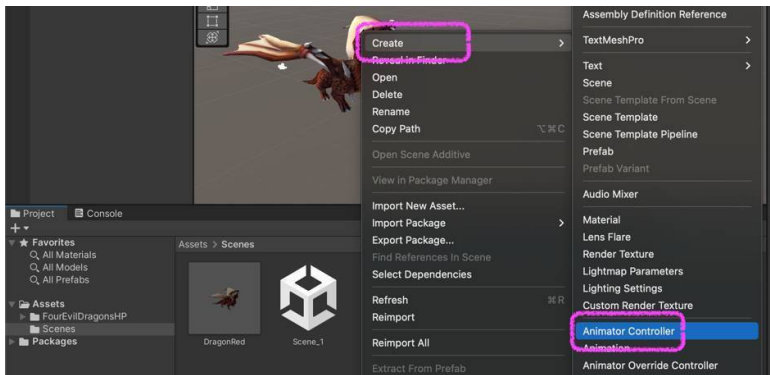 Create >
Reveal in Finder
Open
Delete
Rename
Copy Path ⌥⌘C
Open Scene Additive
View in Package Manager
Import New Asset...
Import Package >
Export Package...
Find References In Scene
Select Dependencies
Refresh ⌘R
Reimport
Reimport All
Extract From Prefab
Assembly Definition Reference
TextMeshPro >
Text >
Scene
Scene Template From Scene
Scene Template
Scene Template Pipeline
Prefab
Prefab Variant
Audio Mixer
Material
Lens Flare
Render Texture
Lightmap Parameters
Lighting Settings
Custom Render Texture
Animator Controller
Animation
Animator Override Controller
Project Console
+
Favorites
All Materials
All Models
All Prefabs
Assets
FourEvilDragonsHP
Scenes
Packages
Assets > Scenes
DragonRed Scene_1